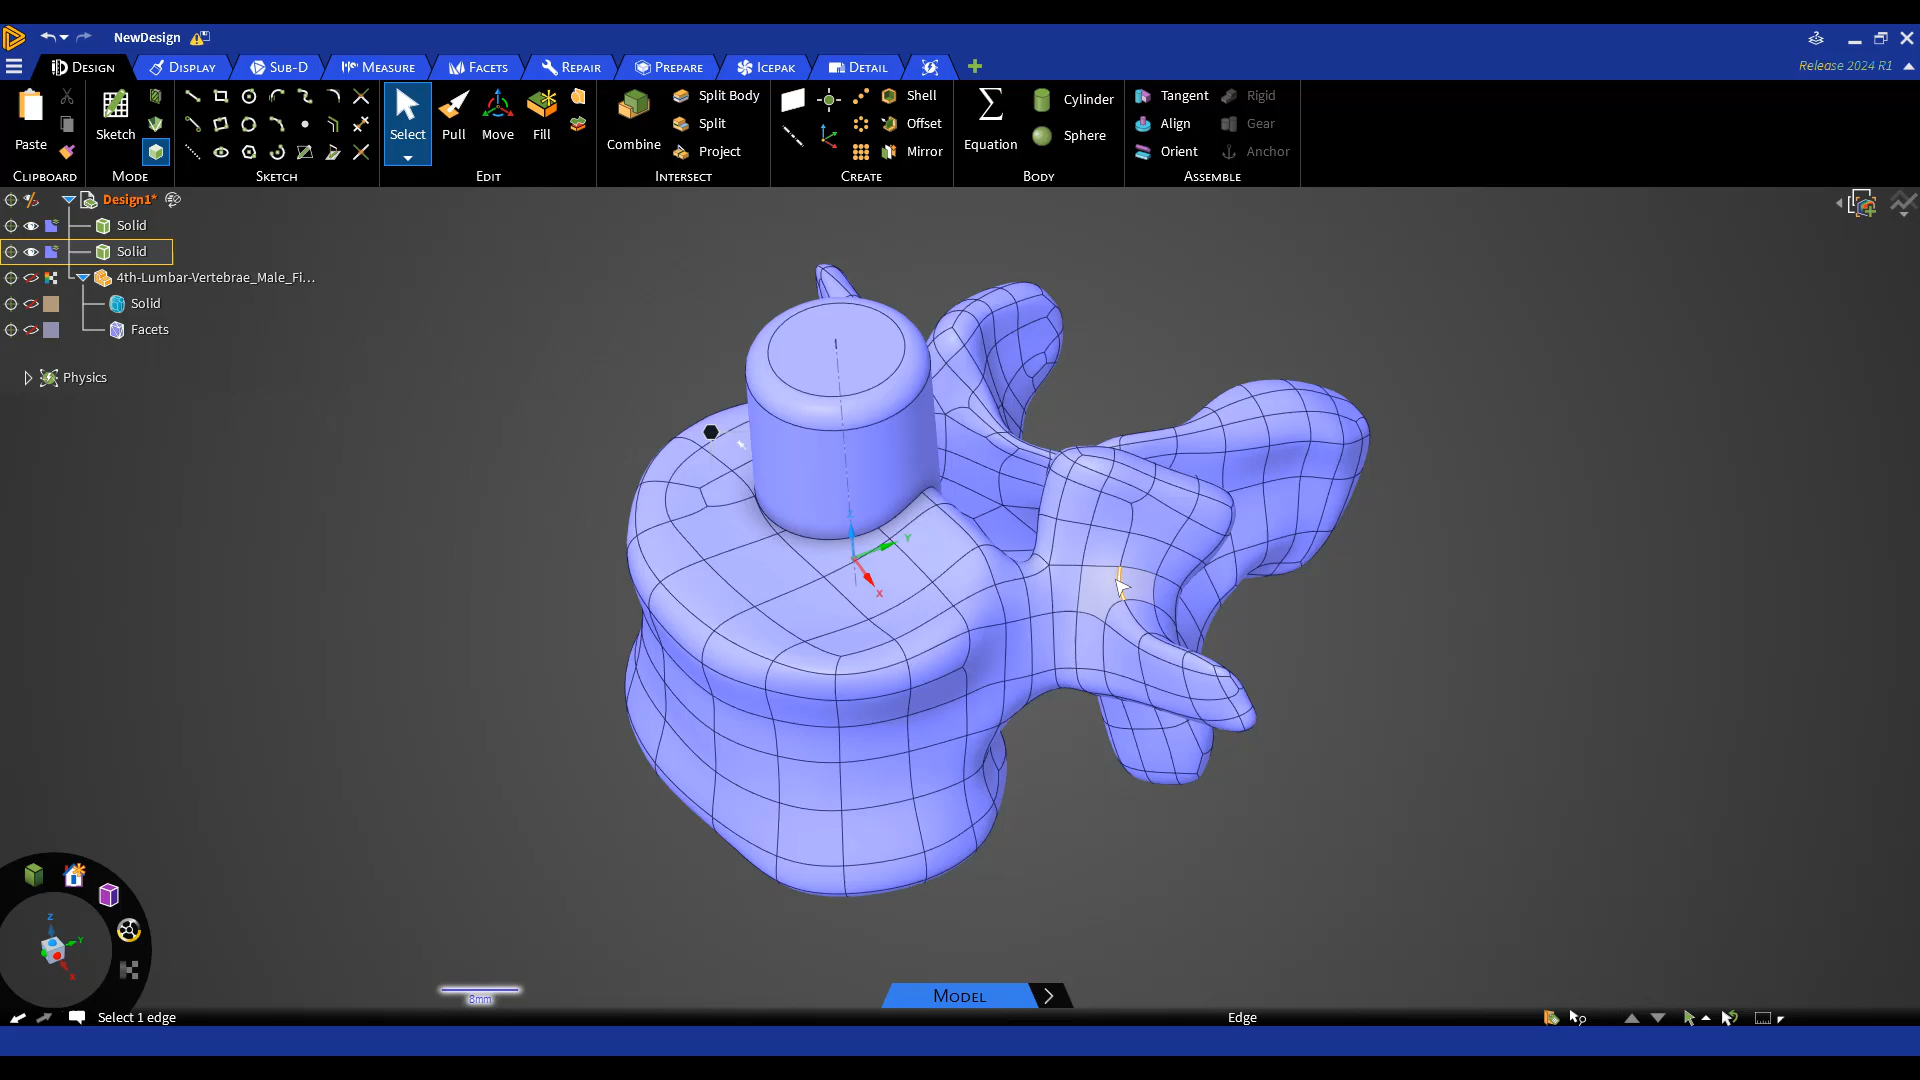 NewDesign
DESIGN DISPLAY SUB-D MEASURE FACETS REPAIR PREPARE ICEPAK DETAIL
Release 2024 R1
Paste
CLIPBOARD
Sketch
MODE
SKETCH
Select Pull Move Fill
EDIT
Combine
Split Body
Split
Project
INTERSECT
Shell
Offset
Mirror
CREATE
Equation
Cylinder
Sphere
BODY
Tangent
Align
Orient
Rigid
Gear
Anchor
ASSEMBLE
Design1*
Solid
Solid
4th-Lumbar-Vertebrae_Male_Fi...
Solid
Facets
Physics
Z
Y
X
Z
Y
X
8mm
MODEL
Select 1 edge
Edge